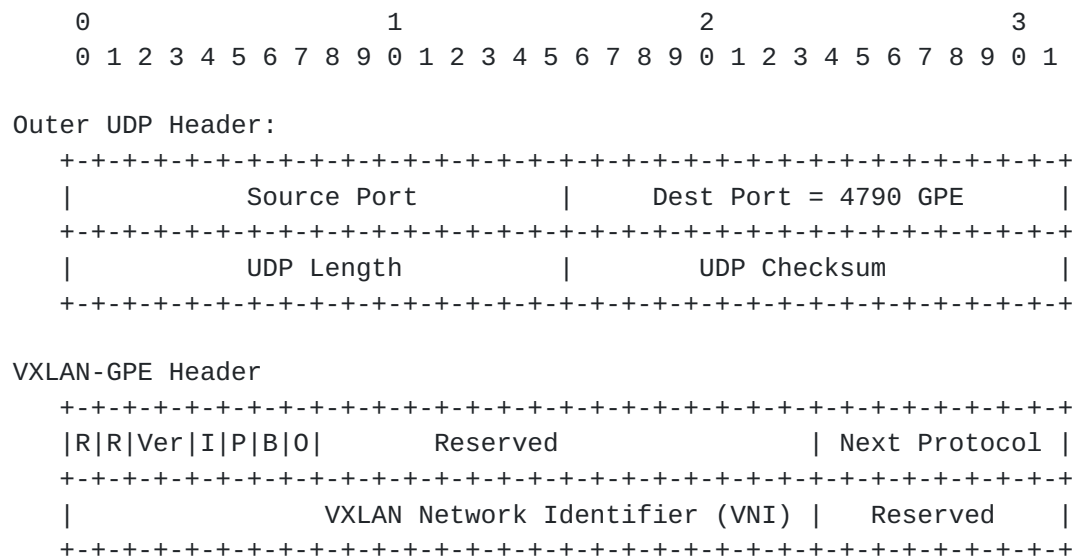 0                   1                   2                   3
    0 1 2 3 4 5 6 7 8 9 0 1 2 3 4 5 6 7 8 9 0 1 2 3 4 5 6 7 8 9 0 1

Outer UDP Header:
   +-+-+-+-+-+-+-+-+-+-+-+-+-+-+-+-+-+-+-+-+-+-+-+-+-+-+-+-+-+-+-+-+
   |           Source Port         |     Dest Port = 4790 GPE      |
   +-+-+-+-+-+-+-+-+-+-+-+-+-+-+-+-+-+-+-+-+-+-+-+-+-+-+-+-+-+-+-+-+
   |           UDP Length          |        UDP Checksum           |
   +-+-+-+-+-+-+-+-+-+-+-+-+-+-+-+-+-+-+-+-+-+-+-+-+-+-+-+-+-+-+-+-+

VXLAN-GPE Header
   +-+-+-+-+-+-+-+-+-+-+-+-+-+-+-+-+-+-+-+-+-+-+-+-+-+-+-+-+-+-+-+-+
   |R|R|Ver|I|P|B|O|       Reserved                | Next Protocol |
   +-+-+-+-+-+-+-+-+-+-+-+-+-+-+-+-+-+-+-+-+-+-+-+-+-+-+-+-+-+-+-+-+
   |                VXLAN Network Identifier (VNI) |   Reserved    |
   +-+-+-+-+-+-+-+-+-+-+-+-+-+-+-+-+-+-+-+-+-+-+-+-+-+-+-+-+-+-+-+-+